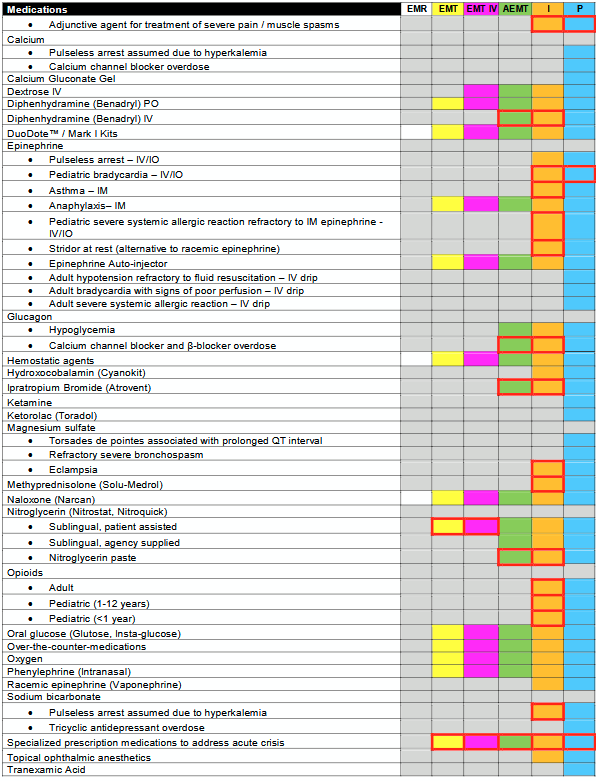 Medications EMR EMT EMT IV AEMT I P
• Adjunctive agent for treatment of severe pain / muscle spasms
Calcium
• Pulseless arrest assumed due to hyperkalemia
• Calcium channel blocker overdose
Calcium Gluconate Gel
Dextrose IV
Diphenhydramine (Benadryl) PO
Diphenhydramine (Benadryl) IV
DuoDote™ / Mark I Kits
Epinephrine
• Pulseless arrest – IV/IO
• Pediatric bradycardia – IV/IO
• Asthma – IM
• Anaphylaxis– IM
• Pediatric severe systemic allergic reaction refractory to IM epinephrine -
IV/IO
• Stridor at rest (alternative to racemic epinephrine)
• Epinephrine Auto-injector
• Adult hypotension refractory to fluid resuscitation – IV drip
• Adult bradycardia with signs of poor perfusion – IV drip
• Adult severe systemic allergic reaction – IV drip
Glucagon
• Hypoglycemia
• Calcium channel blocker and β-blocker overdose
Hemostatic agents
Hydroxocobalamin (Cyanokit)
Ipratropium Bromide (Atrovent)
Ketamine
Ketorolac (Toradol)
Magnesium sulfate
• Torsades de pointes associated with prolonged QT interval
• Refractory severe bronchospasm
• Eclampsia
Methyprednisolone (Solu-Medrol)
Naloxone (Narcan)
Nitroglycerin (Nitrostat, Nitroquick)
• Sublingual, patient assisted
• Sublingual, agency supplied
• Nitroglycerin paste
Opioids
• Adult
• Pediatric (1-12 years)
• Pediatric (<1 year)
Oral glucose (Glutose, Insta-glucose)
Over-the-counter-medications
Oxygen
Phenylephrine (Intranasal)
Racemic epinephrine (Vaponephrine)
Sodium bicarbonate
• Pulseless arrest assumed due to hyperkalemia
• Tricyclic antidepressant overdose
Specialized prescription medications to address acute crisis
Topical ophthalmic anesthetics
Tranexamic Acid